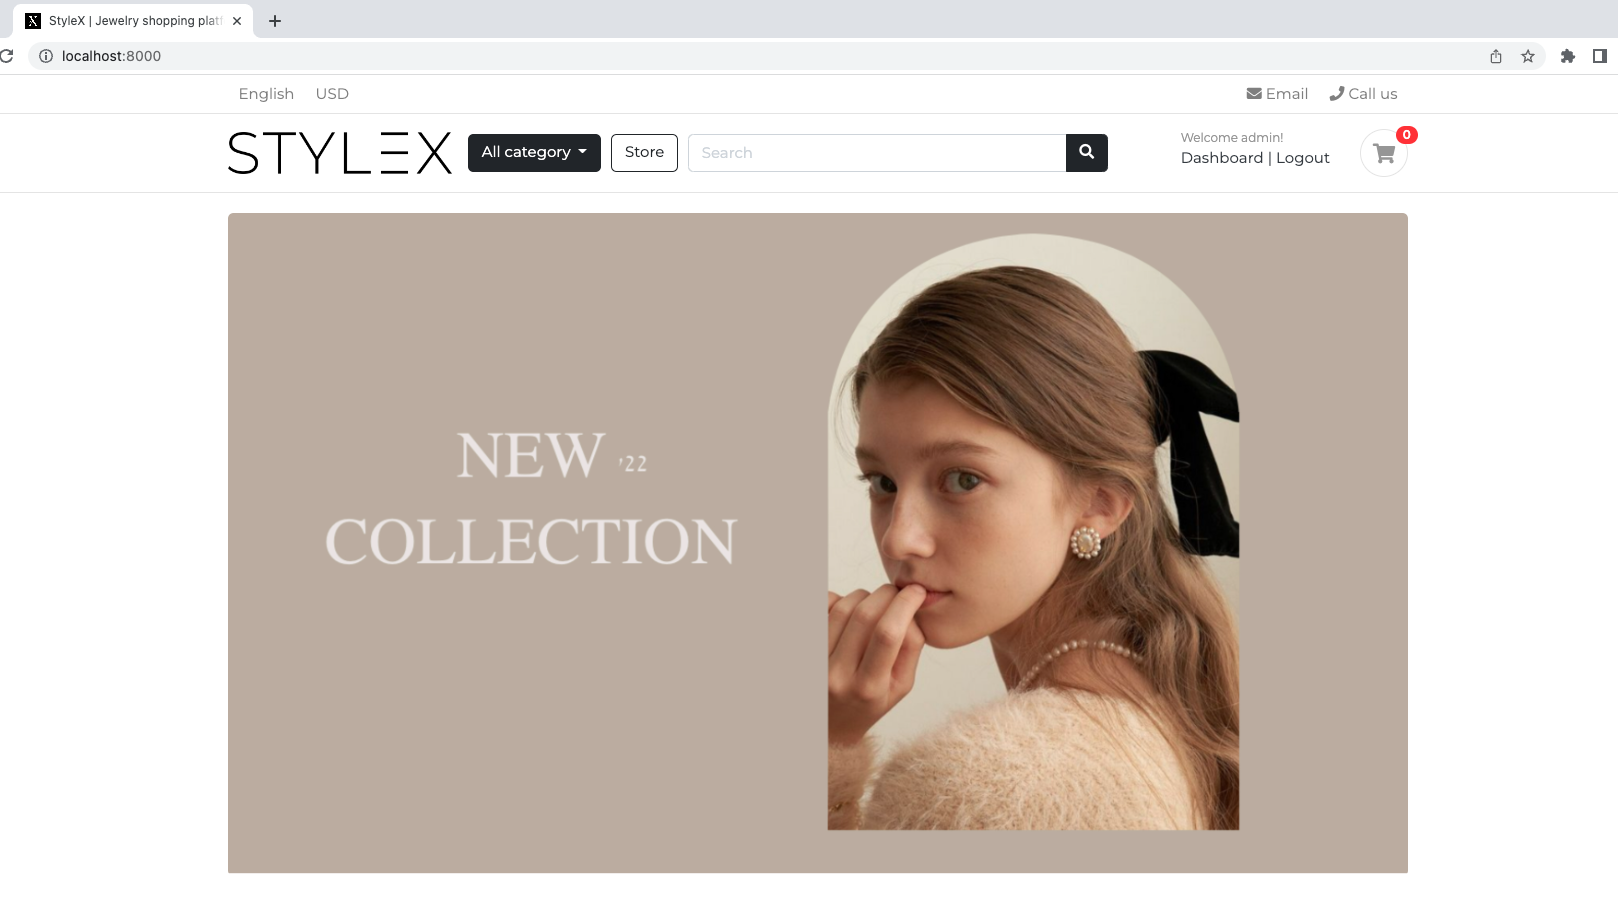 StyleX | Jewelry shopping plat
localhost:8000
English USD Email Call us
STYLEX All category Store Search Welcome admin! 0
Dashboard | Logout
NEW '22
COLLECTION